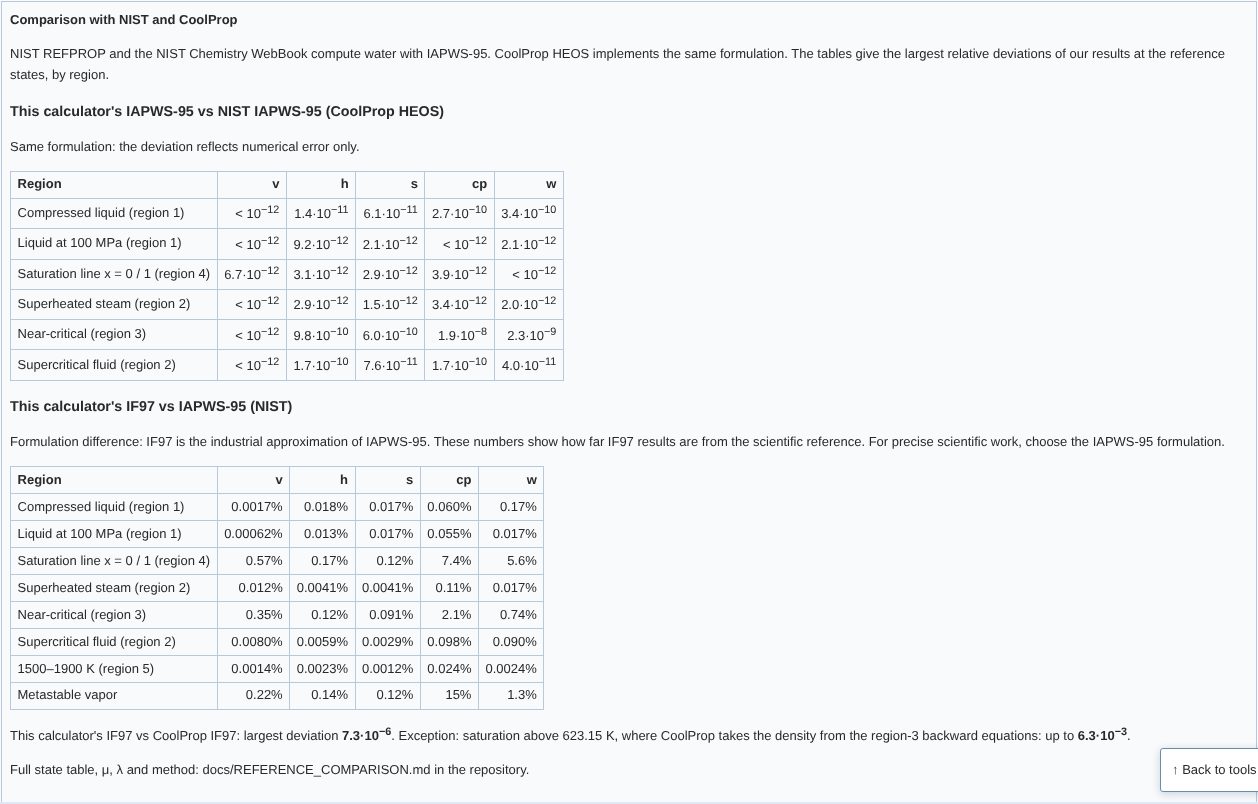 Comparison with NIST and CoolProp
NIST REFPROP and the NIST Chemistry WebBook compute water with IAPWS-95. CoolProp HEOS implements the same formulation. The tables give the largest relative deviations of our results at the reference
states, by region.
This calculator's IAPWS-95 vs NIST IAPWS-95 (CoolProp HEOS)
Same formulation: the deviation reflects numerical error only.
Region v h s cp w
Compressed liquid (region 1) < 10⁻¹² 1.4·10⁻¹¹ 6.1·10⁻¹¹ 2.7·10⁻¹⁰ 3.4·10⁻¹⁰
Liquid at 100 MPa (region 1) < 10⁻¹² 9.2·10⁻¹² 2.1·10⁻¹² < 10⁻¹² 2.1·10⁻¹²
Saturation line x = 0 / 1 (region 4) 6.7·10⁻¹² 3.1·10⁻¹² 2.9·10⁻¹² 3.9·10⁻¹² < 10⁻¹²
Superheated steam (region 2) < 10⁻¹² 2.9·10⁻¹² 1.5·10⁻¹² 3.4·10⁻¹² 2.0·10⁻¹²
Near-critical (region 3) < 10⁻¹² 9.8·10⁻¹⁰ 6.0·10⁻¹⁰ 1.9·10⁻⁸ 2.3·10⁻⁹
Supercritical fluid (region 2) < 10⁻¹² 1.7·10⁻¹⁰ 7.6·10⁻¹¹ 1.7·10⁻¹⁰ 4.0·10⁻¹¹
This calculator's IF97 vs IAPWS-95 (NIST)
Formulation difference: IF97 is the industrial approximation of IAPWS-95. These numbers show how far IF97 results are from the scientific reference. For precise scientific work, choose the IAPWS-95 formulation.
Region v h s cp w
Compressed liquid (region 1) 0.0017% 0.018% 0.017% 0.060% 0.17%
Liquid at 100 MPa (region 1) 0.00062% 0.013% 0.017% 0.055% 0.017%
Saturation line x = 0 / 1 (region 4) 0.57% 0.17% 0.12% 7.4% 5.6%
Superheated steam (region 2) 0.012% 0.0041% 0.0041% 0.11% 0.017%
Near-critical (region 3) 0.35% 0.12% 0.091% 2.1% 0.74%
Supercritical fluid (region 2) 0.0080% 0.0059% 0.0029% 0.098% 0.090%
1500–1900 K (region 5) 0.0014% 0.0023% 0.0012% 0.024% 0.0024%
Metastable vapor 0.22% 0.14% 0.12% 15% 1.3%
This calculator's IF97 vs CoolProp IF97: largest deviation 7.3·10⁻⁶. Exception: saturation above 623.15 K, where CoolProp takes the density from the region-3 backward equations: up to 6.3·10⁻³.
Full state table, μ, λ and method: docs/REFERENCE_COMPARISON.md in the repository.
↑ Back to tools